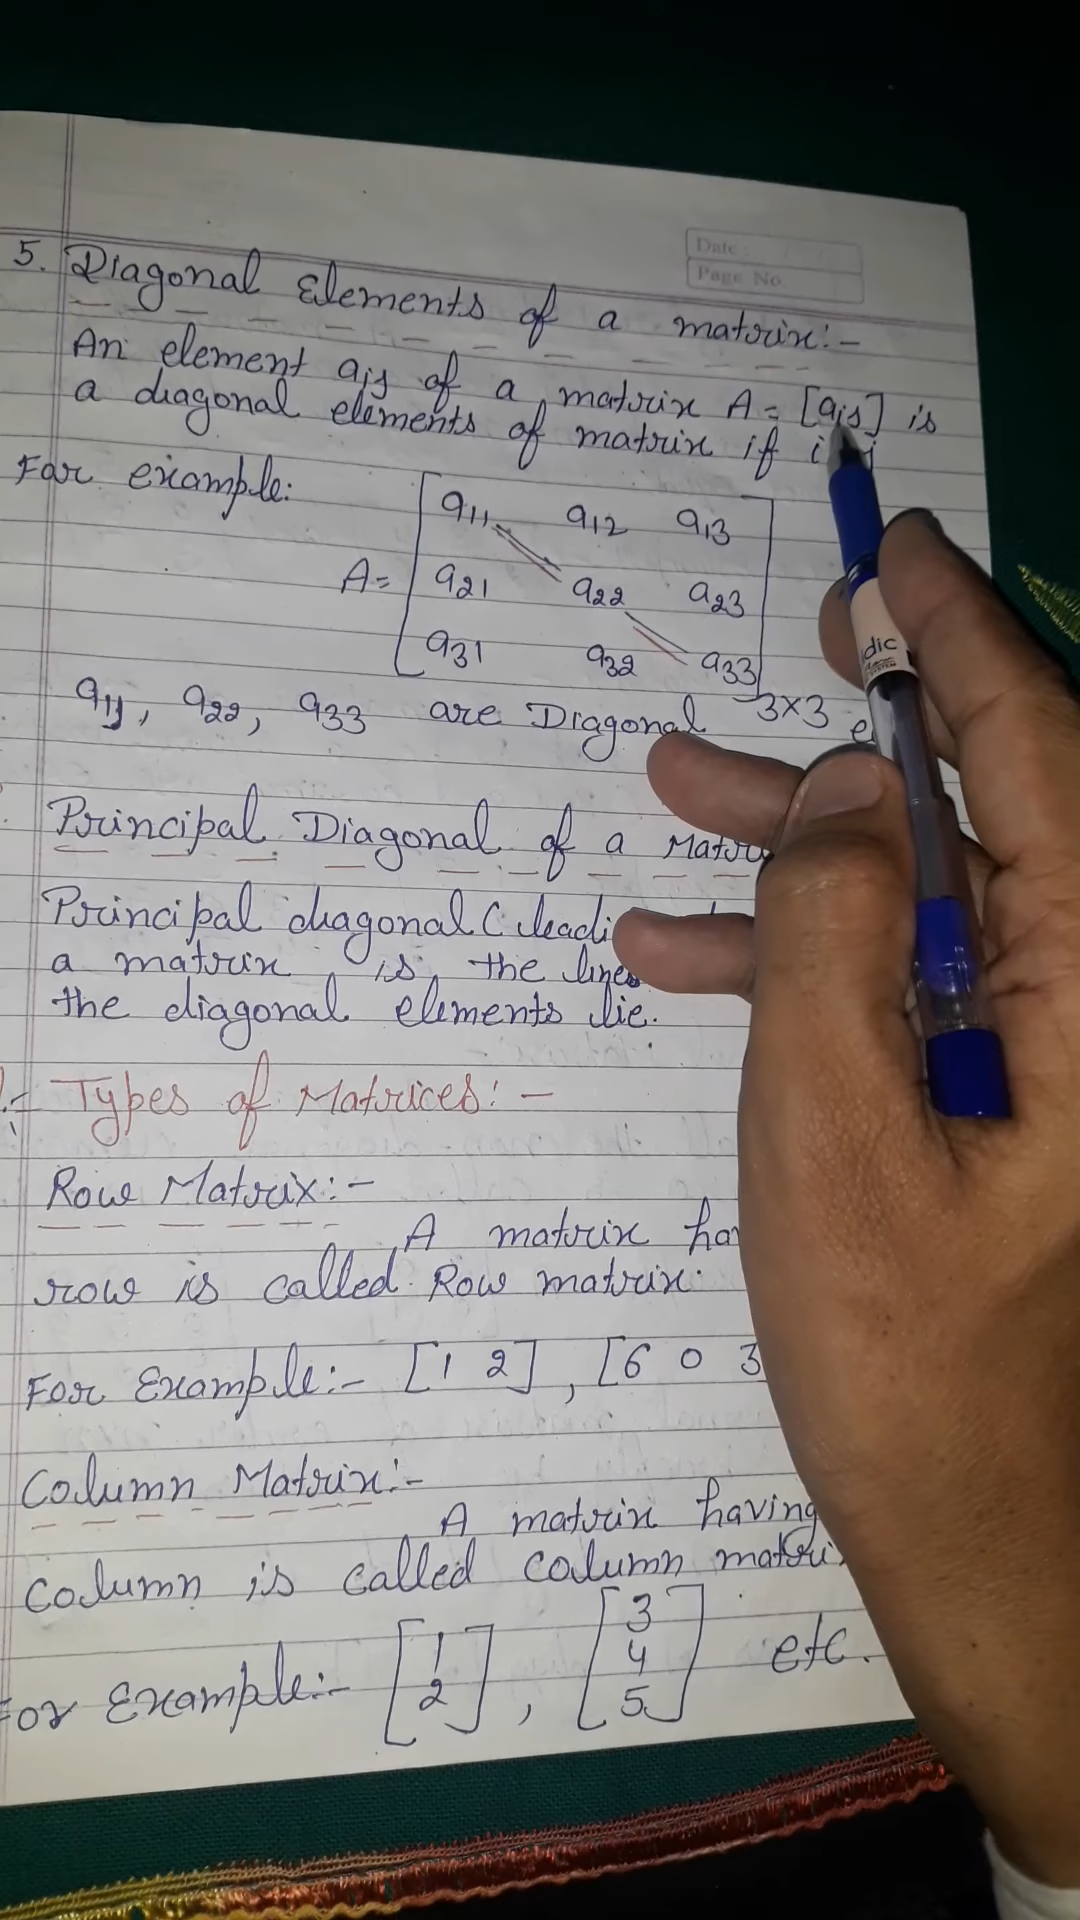 Date :
Page No.
5. Diagonal Elements of a matrix:-
An element aij of a matrix A = [aij] is
a diagonal elements of matrix if i j
For example:
a11 a12 a13
A= a21 a22 a23
a31 a32 a33
3×3
a11, a22, a33 are Diagonal
Principal Diagonal of a
Principal diagonal (
a matrix is the lines
the diagonal elements lie.
Types of Matrices:-
Row Matrix:-
A matrix
row is called Row matrix.
For Example:- [1 2], [6 0 3
Column Matrix:-
A matrix having
column is called column
For Example:- [1 2], [3 4 5] etc.